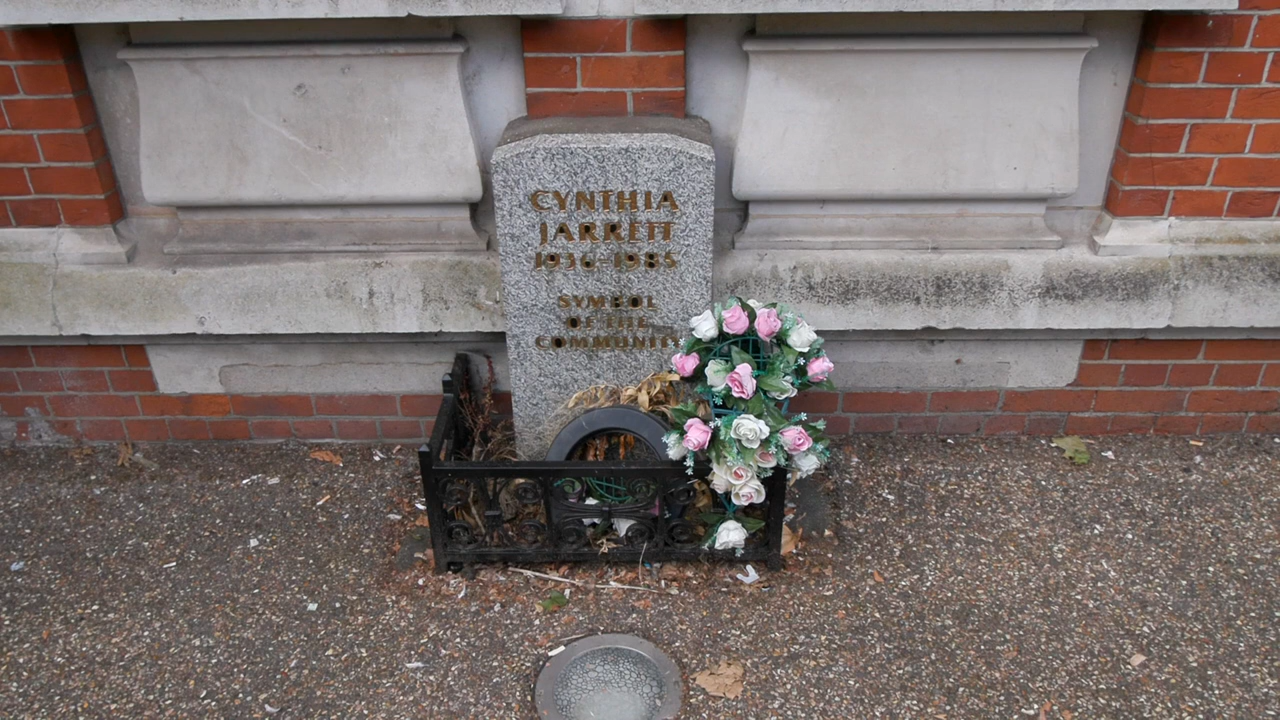 CYNTHIA
JARRETT
1936-1985
SYMBOL
OF THE
COMMUNITY